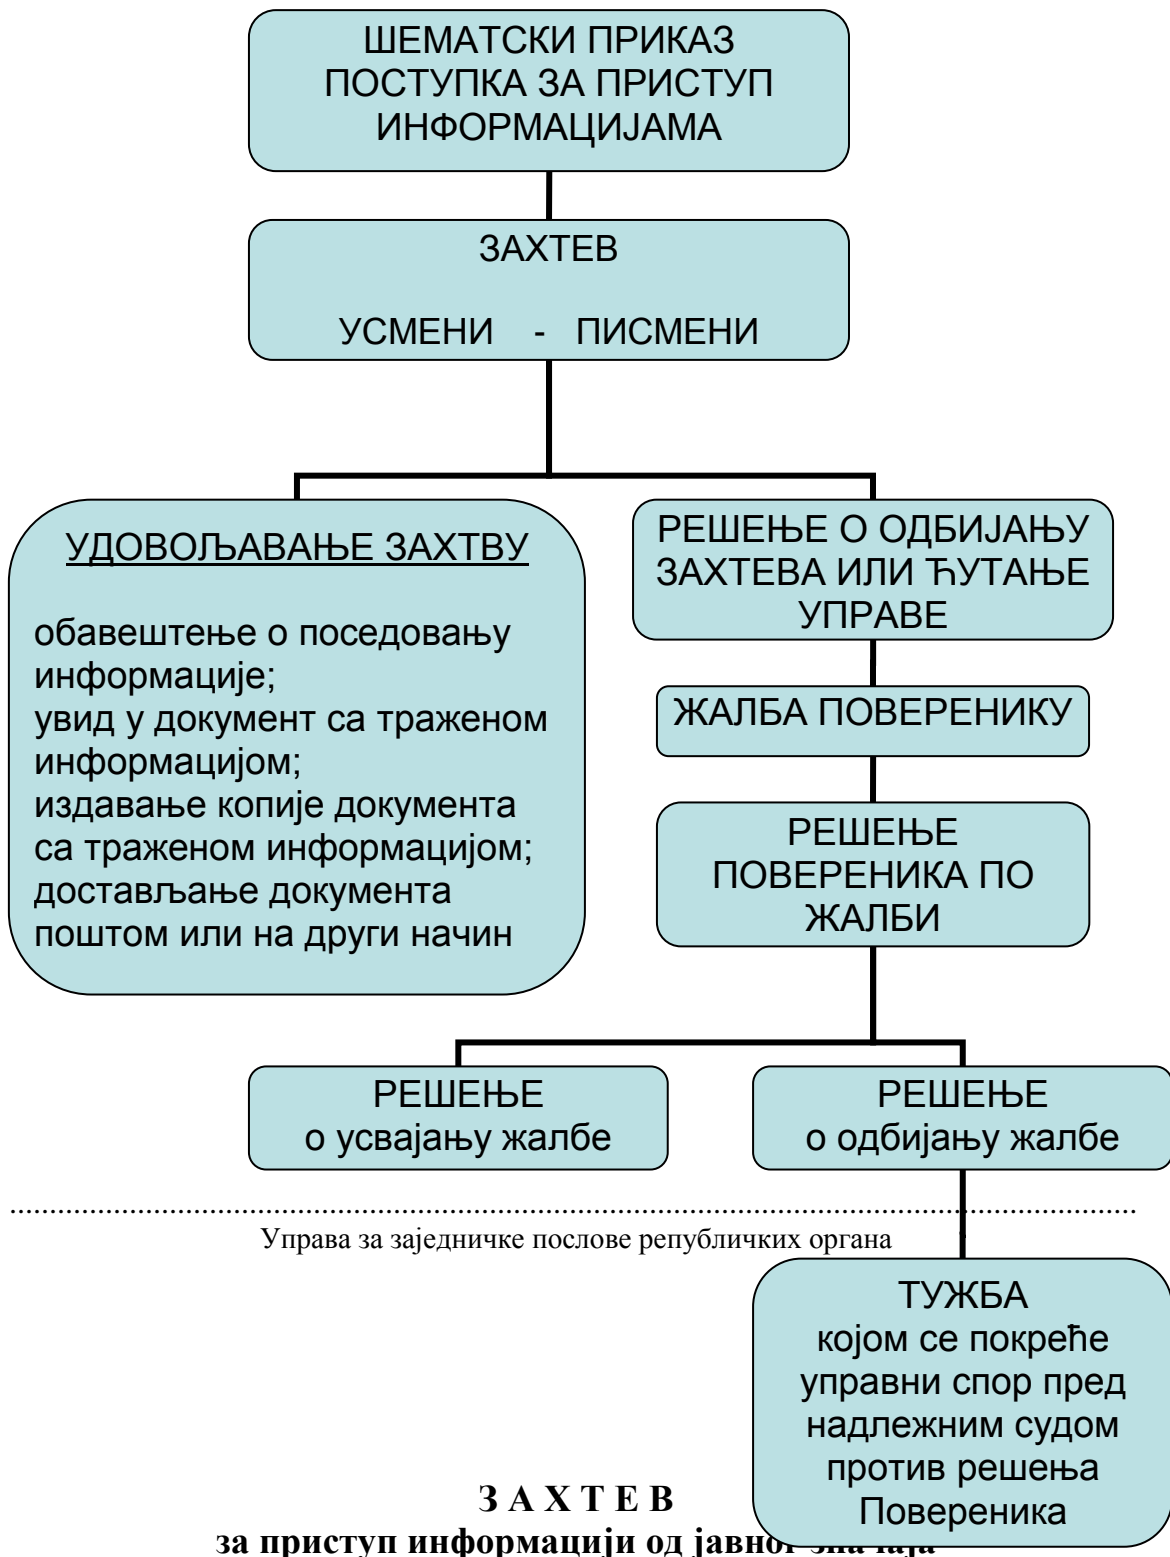 ШЕМАТСКИ ПРИКАЗ
ПОСТУПКА ЗА ПРИСТУП
ИНФОРМАЦИЈАМА
ЗАХТЕВ
УСМЕНИ - ПИСМЕНИ
УДОВОЉАВАЊЕ ЗАХТВУ
обавештење о поседовању
информације;
увид у документ са траженом
информацијом;
издавање копије документа
са траженом информацијом;
достављање документа
поштом или на други начин
РЕШЕЊЕ О ОДБИЈАЊУ
ЗАХТЕВА ИЛИ ЋУТАЊЕ
УПРАВЕ
ЖАЛБА ПОВЕРЕНИКУ
РЕШЕЊЕ
ПОВЕРЕНИКА ПО
ЖАЛБИ
РЕШЕЊЕ
о усвајању жалбе
РЕШЕЊЕ
о одбијању жалбе
Управа за заједничке послове републичких органа
ТУЖБА
којом се покреће
управни спор пред
надлежним судом
против решења
Повереника
З А Х Т Е В
за приступ информацији од јавног значаја